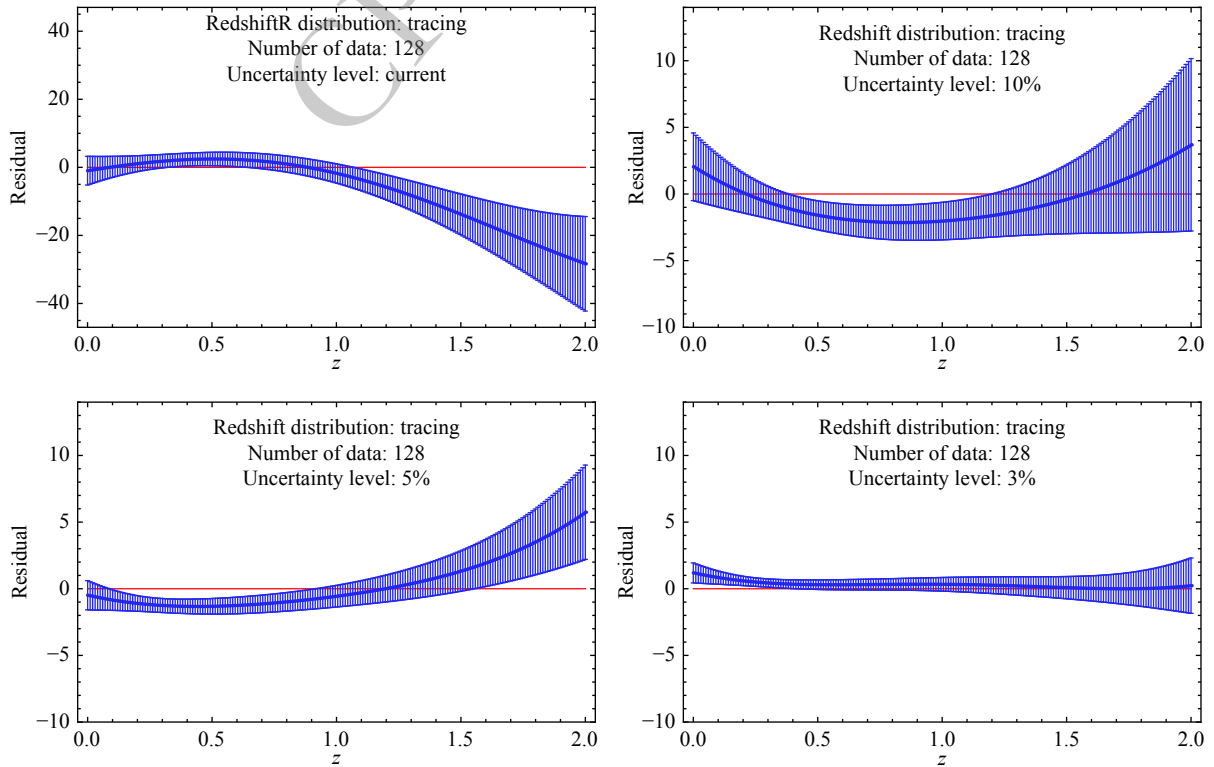 RedshiftR distribution: tracing
Number of data: 128
Uncertainty level: current
40
20
0
−20
−40
Residual
0.0
0.5
1.0
1.5
2.0
z
Redshift distribution: tracing
Number of data: 128
Uncertainty level: 10%
10
5
0
−5
−10
Residual
0.0
0.5
1.0
1.5
2.0
z
Redshift distribution: tracing
Number of data: 128
Uncertainty level: 5%
10
5
0
−5
−10
Residual
0.0
0.5
1.0
1.5
2.0
z
Redshift distribution: tracing
Number of data: 128
Uncertainty level: 3%
10
5
0
−5
−10
Residual
0.0
0.5
1.0
1.5
2.0
z